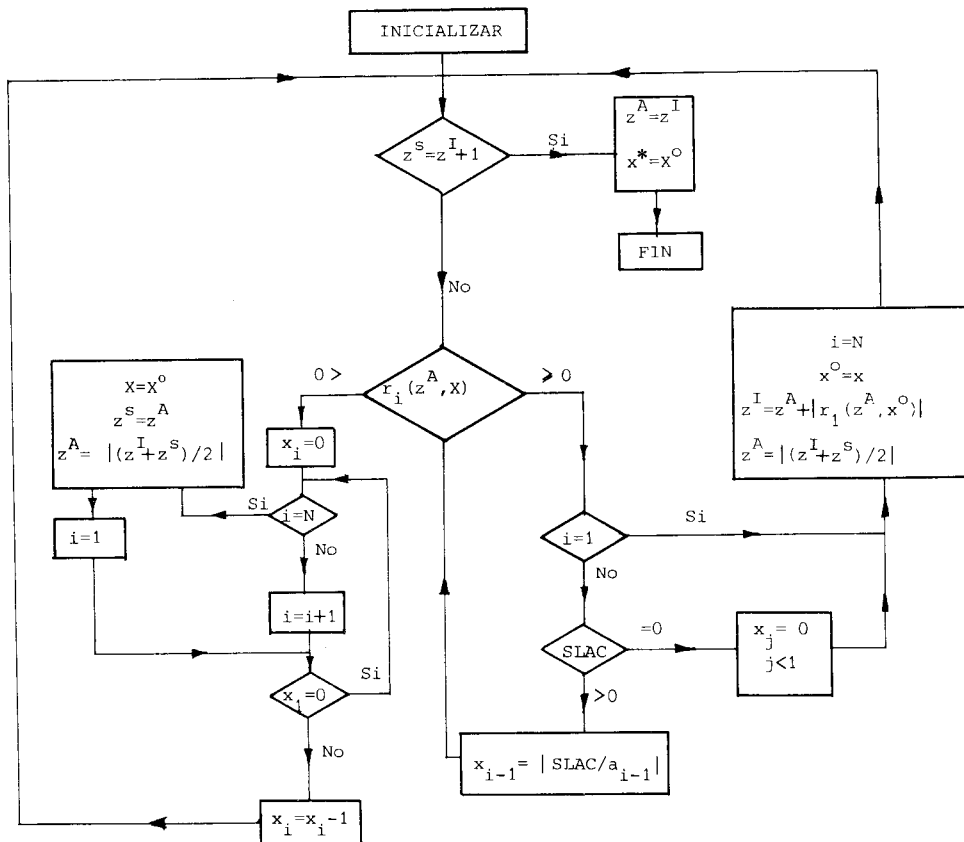 INICIALIZAR
z^s=z^I+1
Si
z^A=z^I
x*=X^O
FIN
No
0 >
r_i(z^A,X)
⩾0
X=X^o
z^s=z^A
z^A= |(z^I+z^s)/2|
x_i=0
i=N
Si
No
i=1
i=i+1
x_i=0
Si
No
x_i=x_i-1
i=1
Si
No
SLAC
=0
>0
x_j= 0
j<1
x_{i-1}= |SLAC/a_{i-1}|
i=N
x^o=x
z^I=z^A+|r_1(z^A,x^o)|
z^A=|(z^I+z^s)/2|